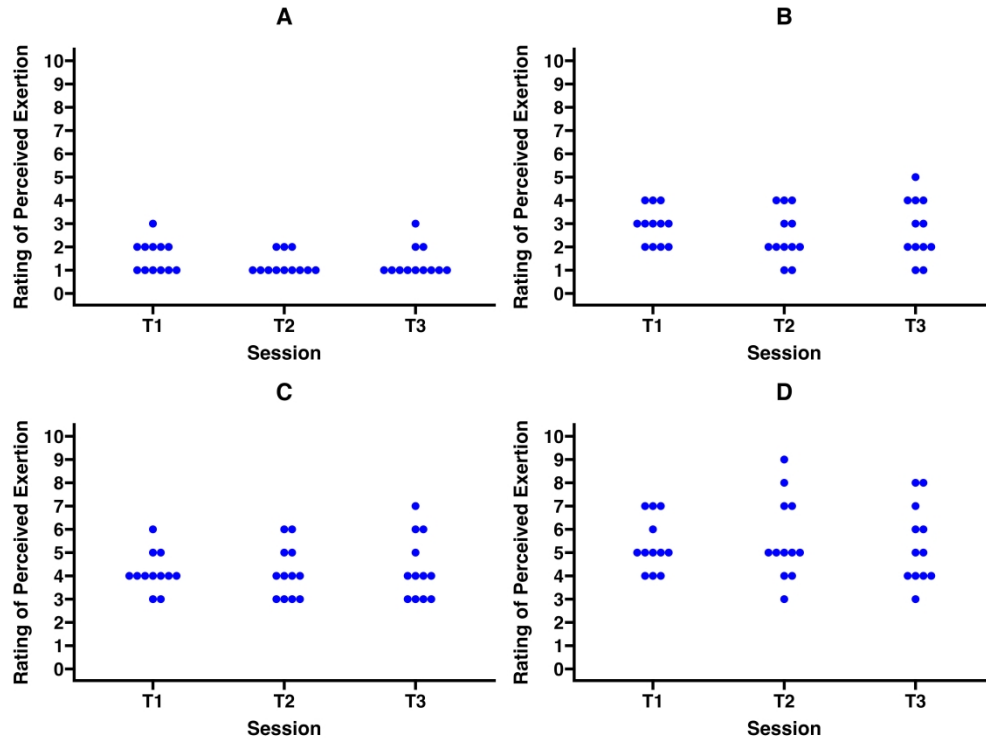 A
Rating of Perceived Exertion
10
9
8
7
6
5
4
3
2
1
0
T1 T2 T3
Session
B
Rating of Perceived Exertion
10
9
8
7
6
5
4
3
2
1
0
T1 T2 T3
Session
C
Rating of Perceived Exertion
10
9
8
7
6
5
4
3
2
1
0
T1 T2 T3
Session
D
Rating of Perceived Exertion
10
9
8
7
6
5
4
3
2
1
0
T1 T2 T3
Session